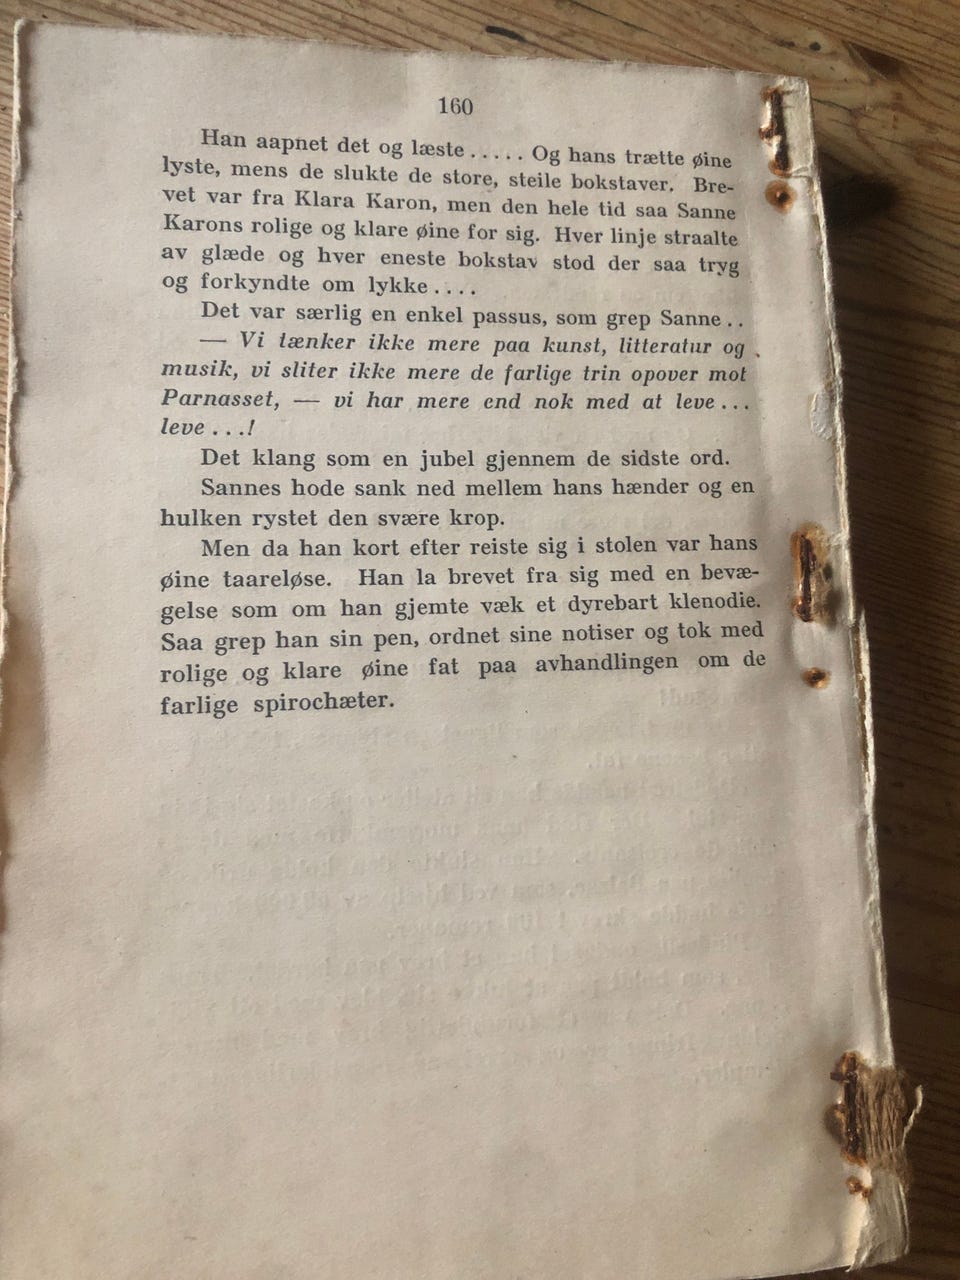 160
Han aapnet det og læste ..... Og hans trætte øine
lyste, mens de slukte de store, steile bokstaver. Bre-
vet var fra Klara Karon, men den hele tid saa Sanne
Karons rolige og klare øine for sig. Hver linje straalte
av glæde og hver eneste bokstav stod der saa tryg
og forkyndte om lykke ....
Det var særlig en enkel passus, som grep Sanne ..
— Vi tænker ikke mere paa kunst, litteratur og
musik, vi sliter ikke mere de farlige trin opover mot
Parnasset, — vi har mere end nok med at leve ...
leve ...!
Det klang som en jubel gjennem de sidste ord.
Sannes hode sank ned mellem hans hænder og en
hulken rystet den svære krop.
Men da han kort efter reiste sig i stolen var hans
øine taareløse. Han la brevet fra sig med en bevæ-
gelse som om han gjemte væk et dyrebart klenodie.
Saa grep han sin pen, ordnet sine notiser og tok med
rolige og klare øine fat paa avhandlingen om de
farlige spirochæter.